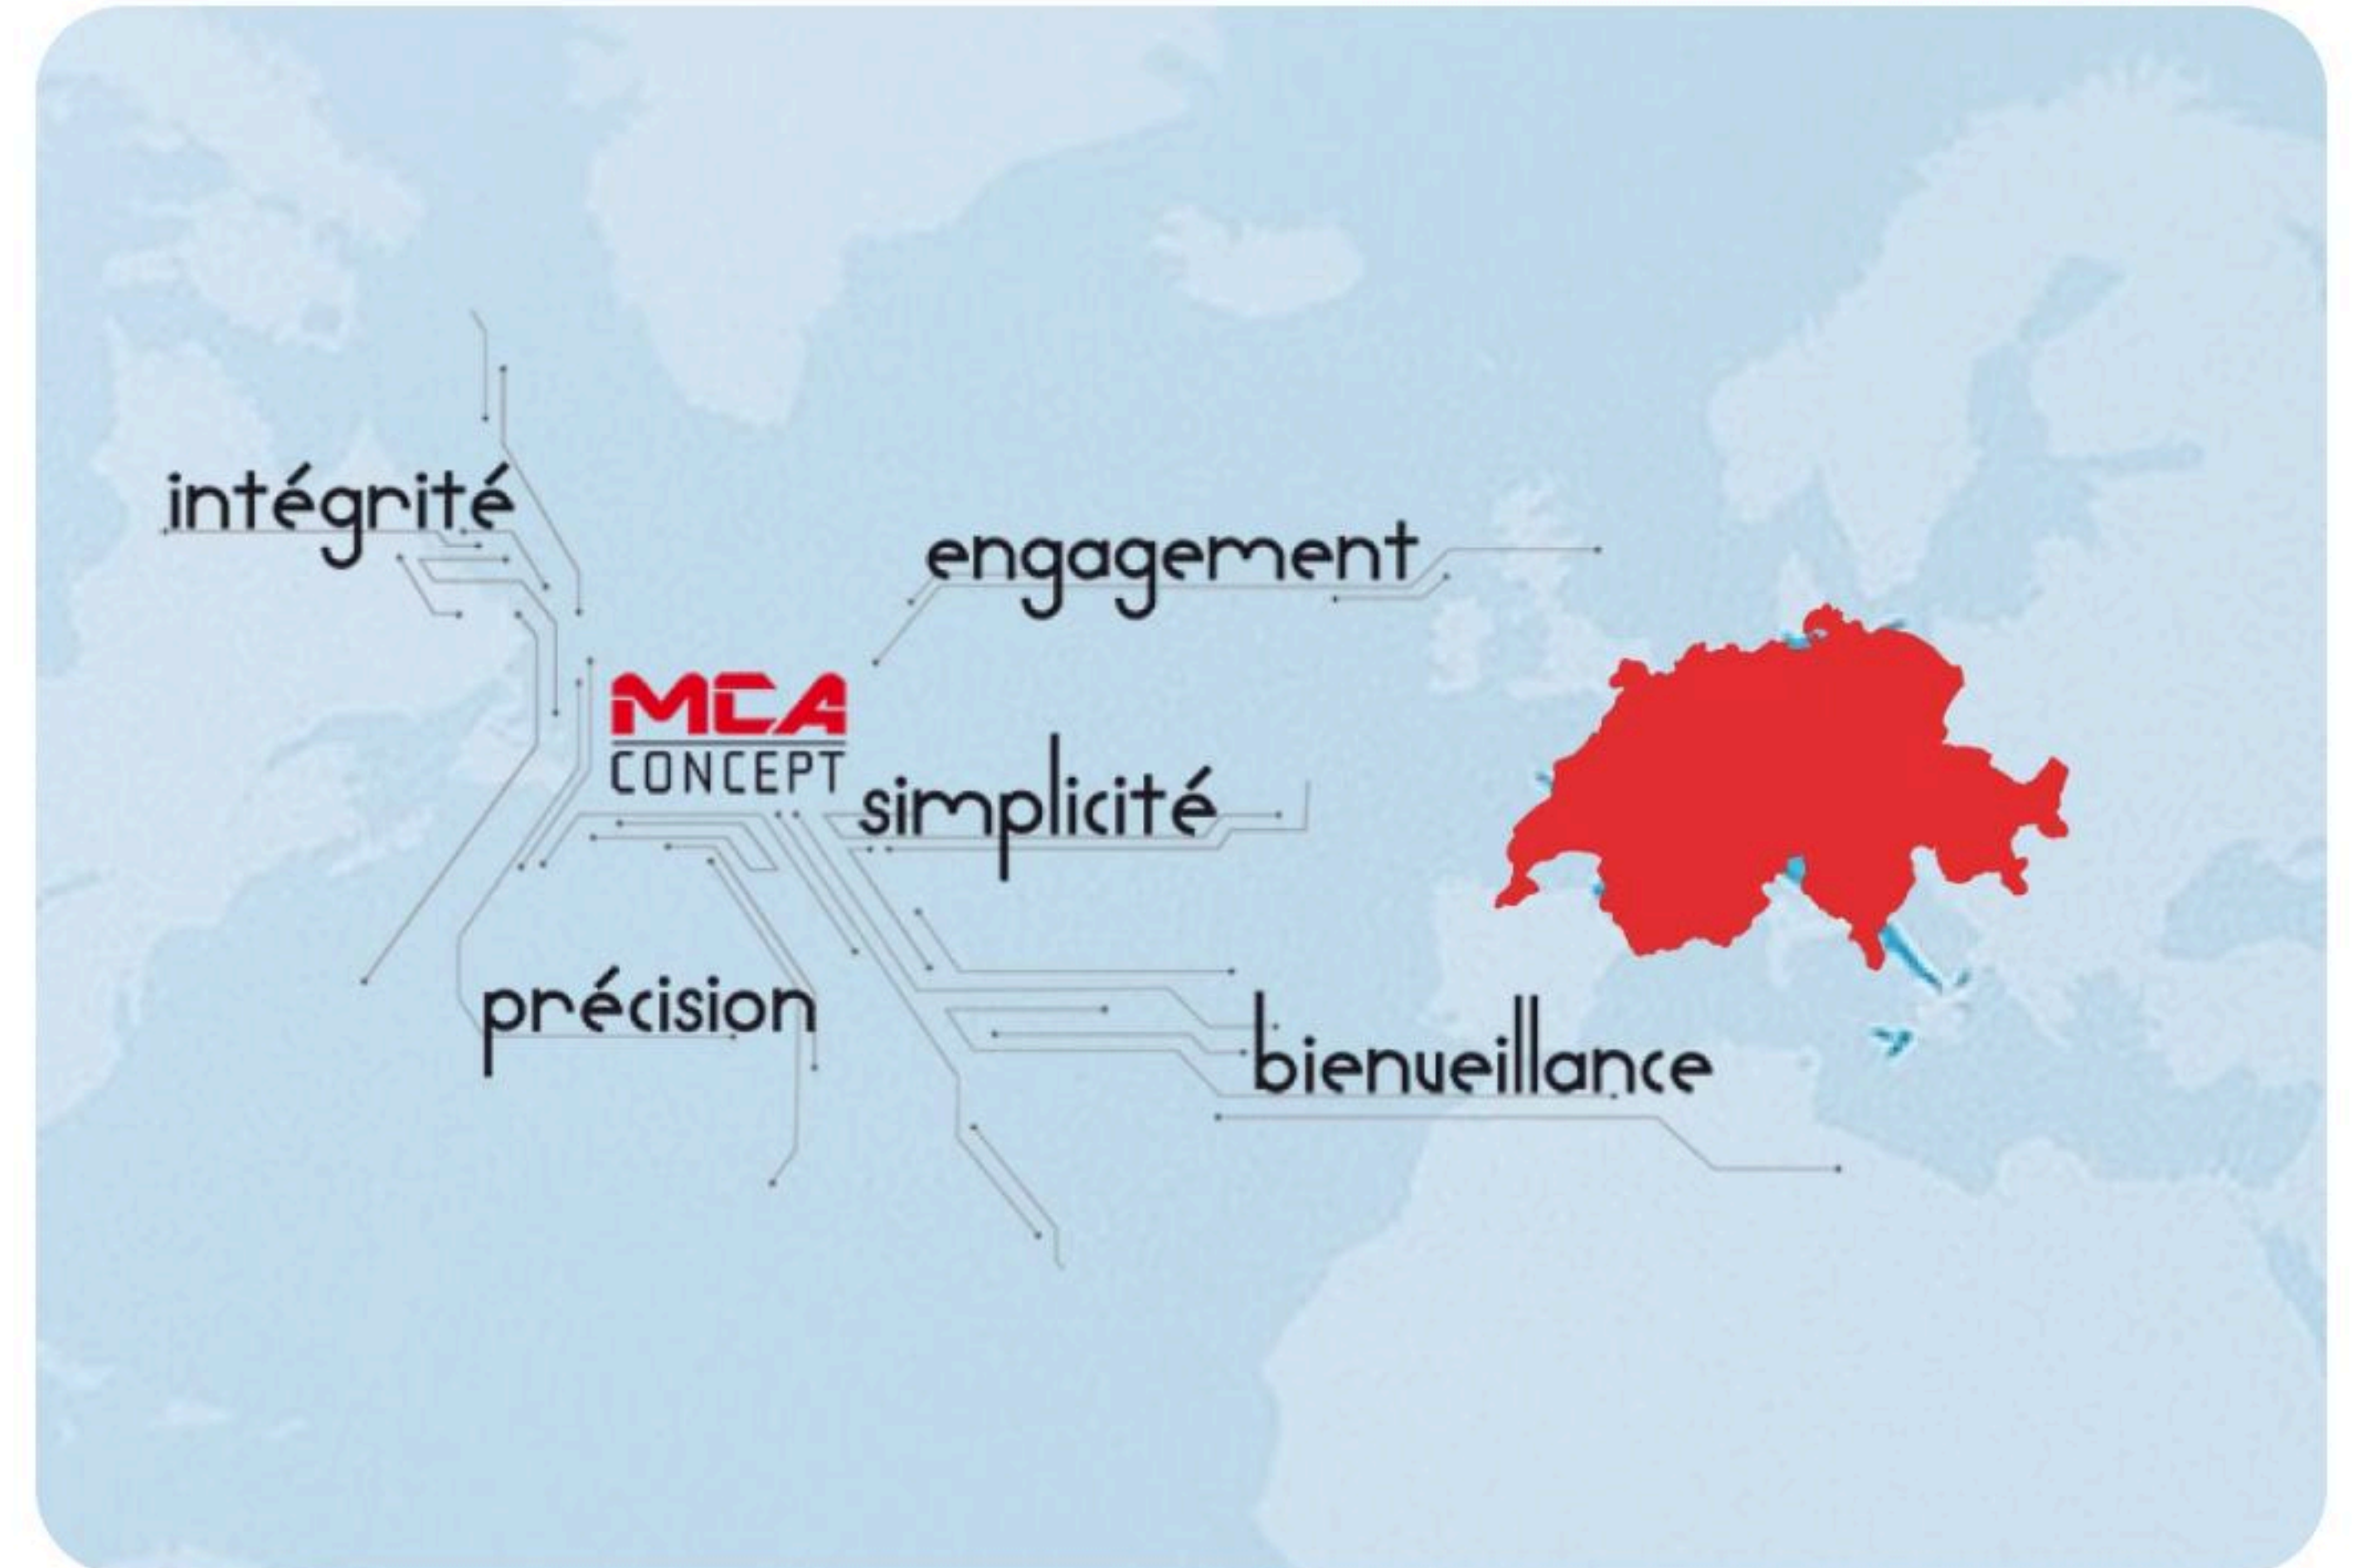 intégrité
engagement
MCA
CONCEPT
simplicité
précision
bienveillance